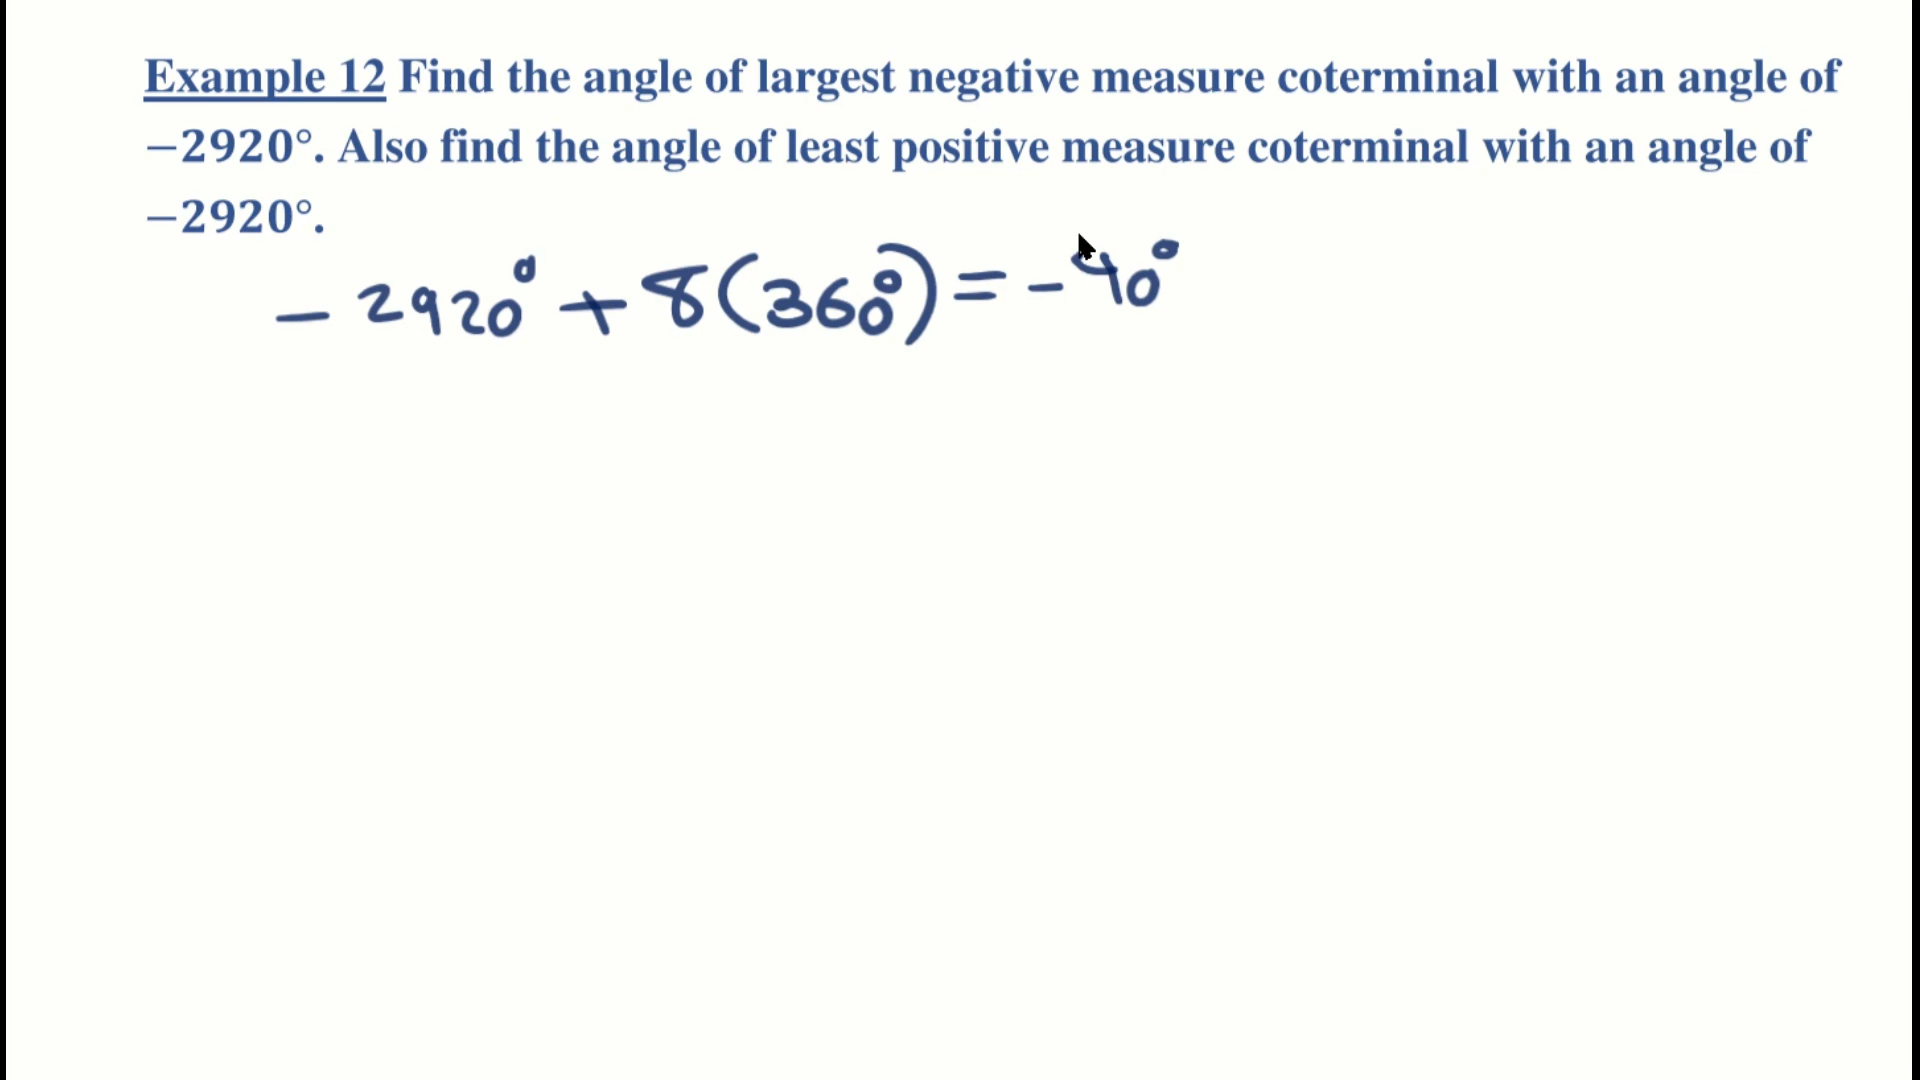 Example 12 Find the angle of largest negative measure coterminal with an angle of
−2920°. Also find the angle of least positive measure coterminal with an angle of
−2920°.
- 2920° + 8(360°) = -40°